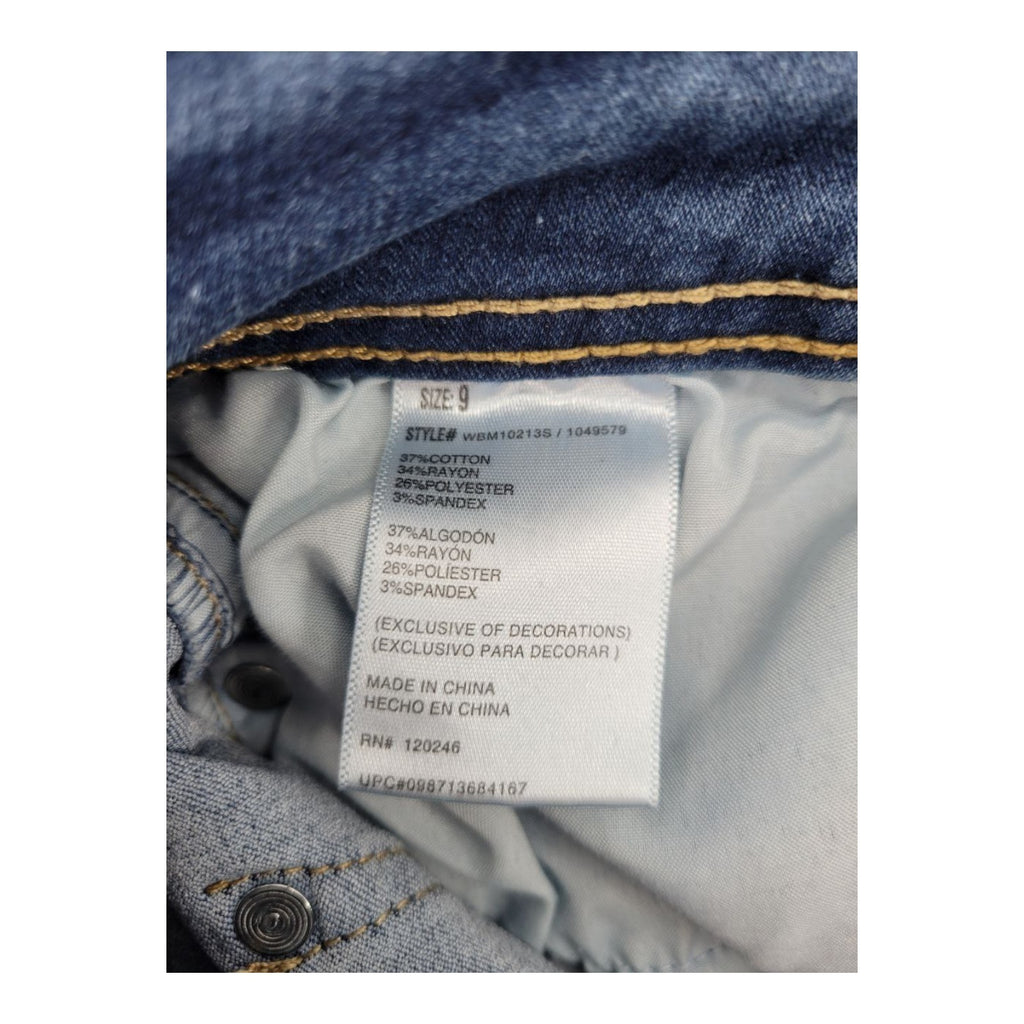 SIZE: 9
STYLE# WBM10213S / 1049579
37%COTTON
34%RAYON
26%POLYESTER
3%SPANDEX
37%ALGODÓN
34%RAYÓN
26%POLÍESTER
3%SPANDEX
(EXCLUSIVE OF DECORATIONS)
(EXCLUSIVO PARA DECORAR )
MADE IN CHINA
HECHO EN CHINA
RN# 120246
UPC#098713684167